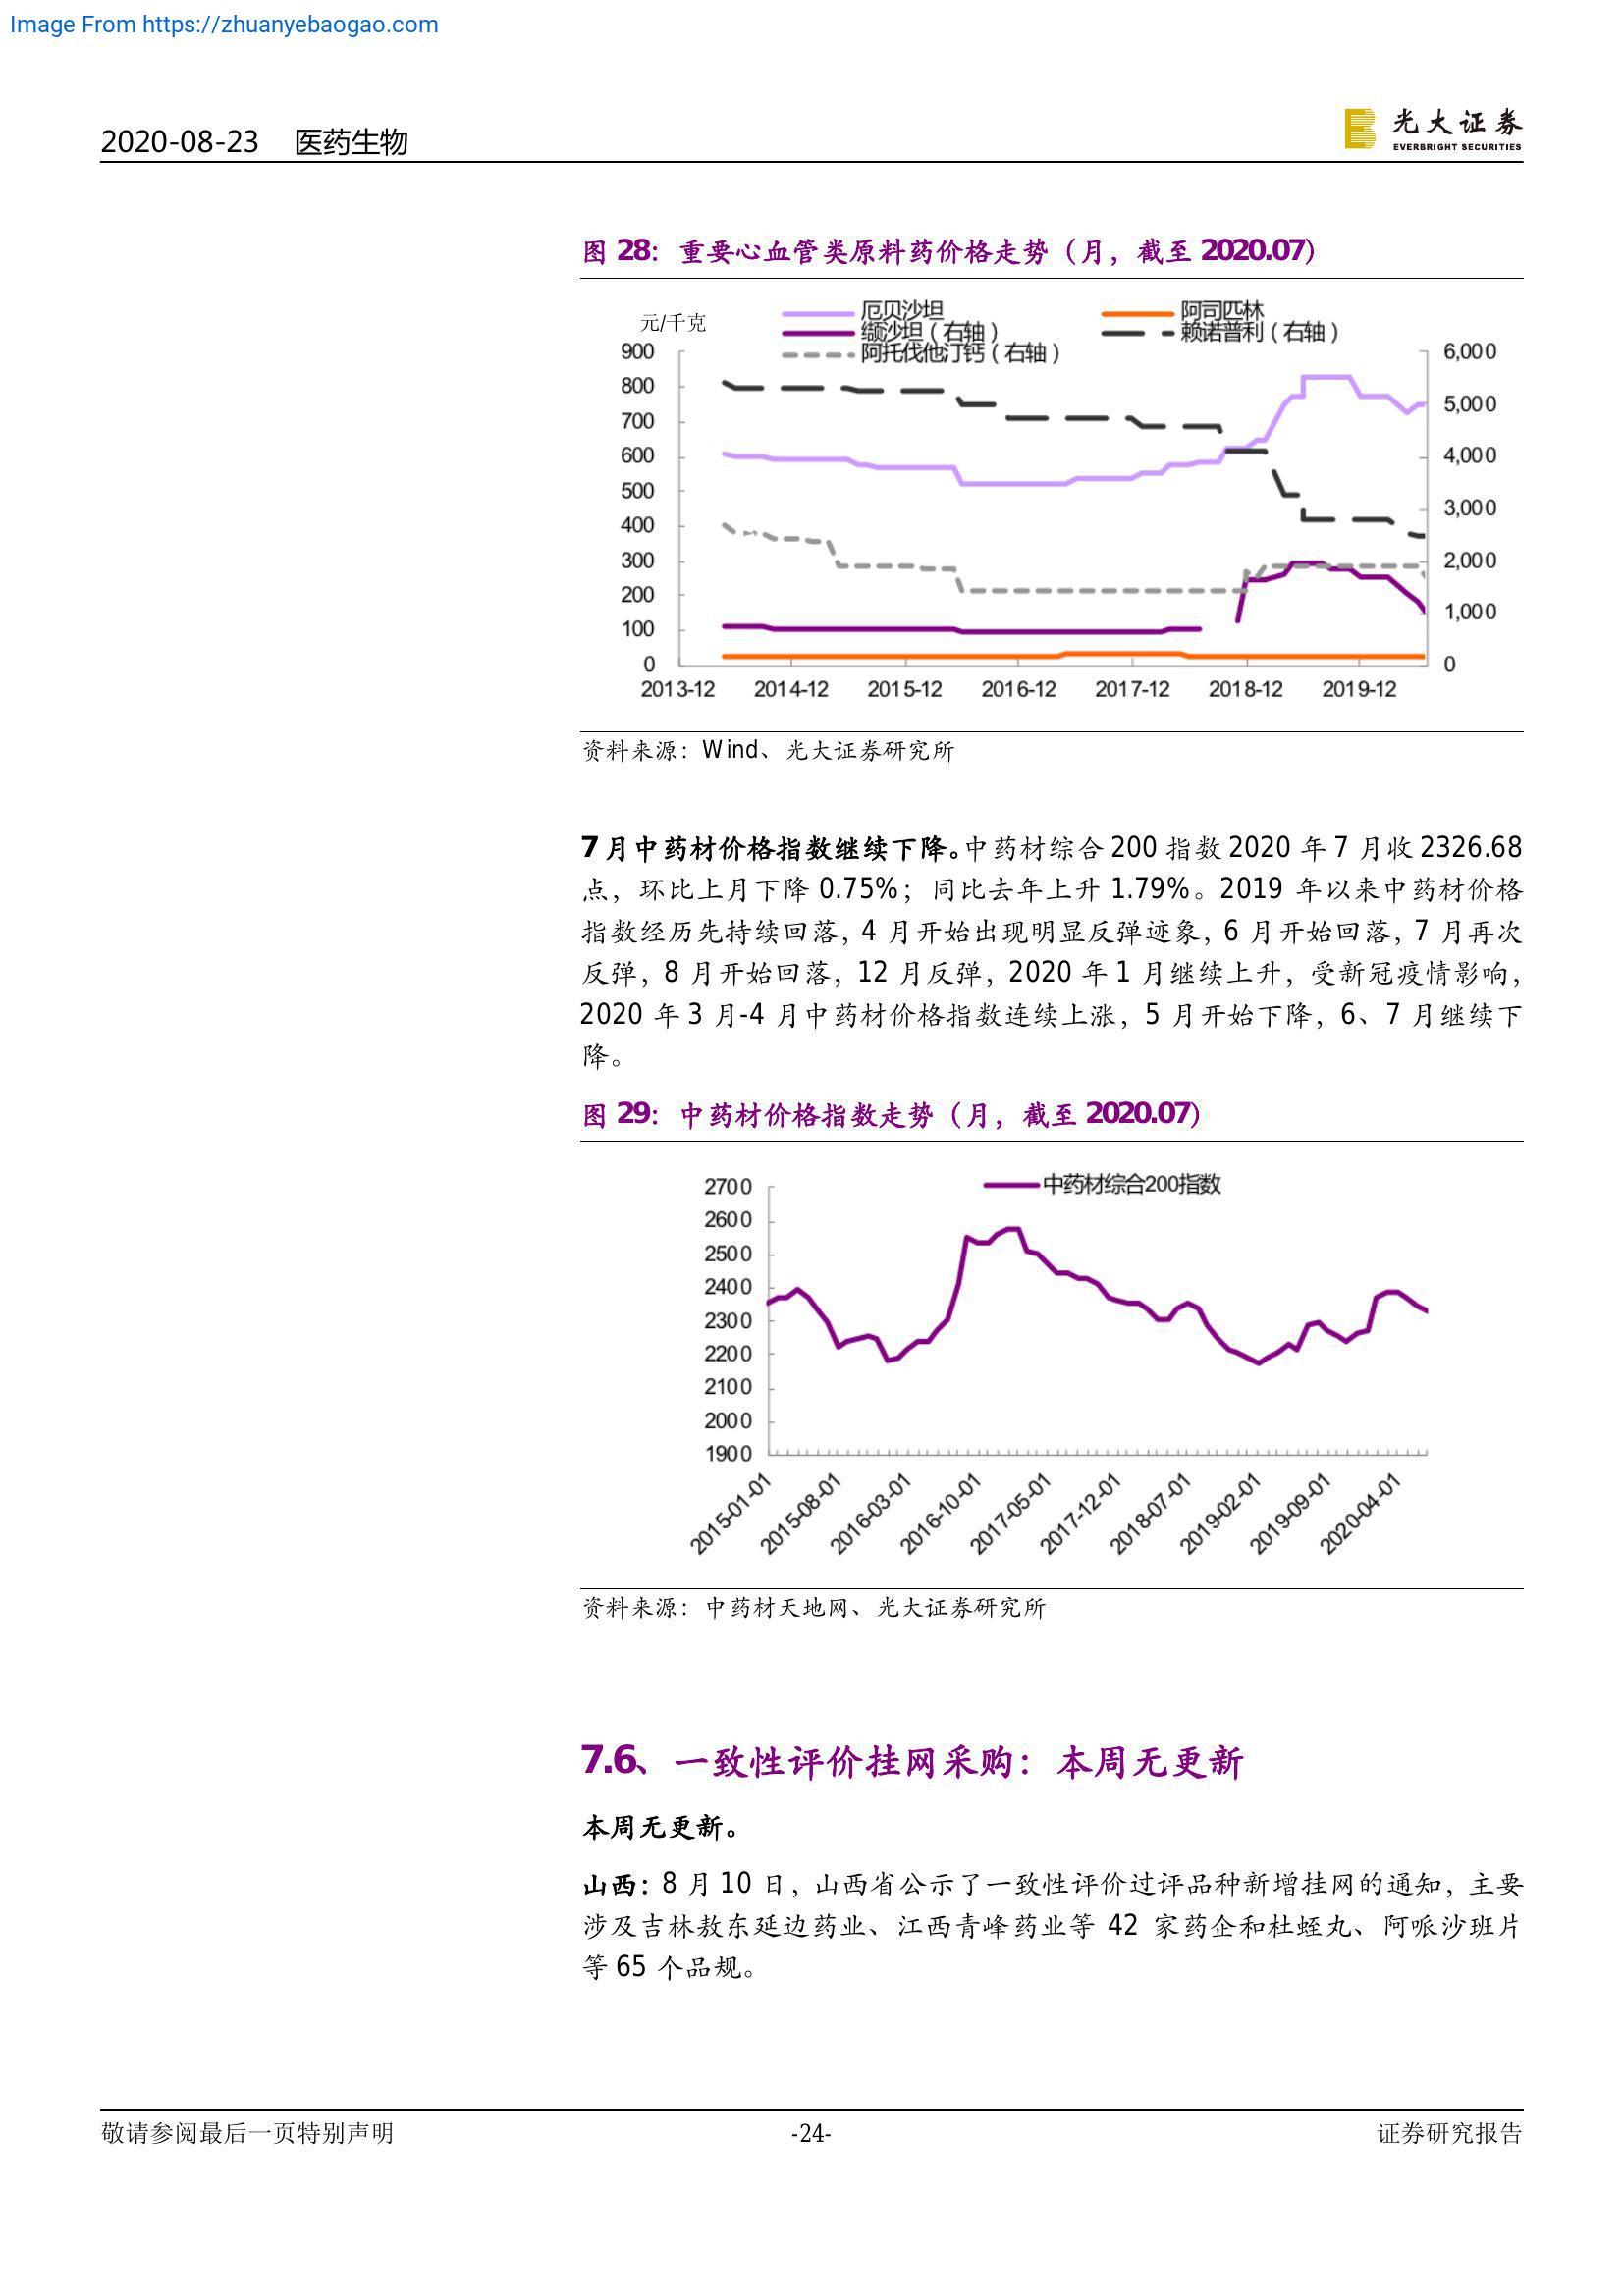 Image From https://zhuanyebaogao.com
2020-08-23 医药生物
光大证券
EVERBRIGHT SECURITIES
图 28：重要心血管类原料药价格走势（月，截至 2020.07）
元/千克
厄贝沙坦 阿司匹林
缬沙坦（右轴） 赖诺普利（右轴）
阿托伐他汀钙（右轴）
900 6,000
800
700 5,000
600 4,000
500
400 3,000
300 2,000
200
100 1,000
0 0
2013-12 2014-12 2015-12 2016-12 2017-12 2018-12 2019-12
资料来源：Wind、光大证券研究所
7 月中药材价格指数继续下降。中药材综合 200 指数 2020 年 7 月收 2326.68
点，环比上月下降 0.75%；同比去年上升 1.79%。2019 年以来中药材价格
指数经历先持续回落，4 月开始出现明显反弹迹象，6 月开始回落，7 月再次
反弹，8 月开始回落，12 月反弹，2020 年 1 月继续上升，受新冠疫情影响，
2020 年 3 月-4 月中药材价格指数连续上涨，5 月开始下降，6、7 月继续下
降。
图 29：中药材价格指数走势（月，截至 2020.07）
中药材综合200指数
2700
2600
2500
2400
2300
2200
2100
2000
1900
2015-01-01 2015-08-01 2016-03-01 2016-10-01 2017-05-01 2017-12-01 2018-07-01 2019-02-01 2019-09-01 2020-04-01
资料来源：中药材天地网、光大证券研究所
7.6、一致性评价挂网采购：本周无更新
本周无更新。
山西：8 月 10 日，山西省公示了一致性评价过评品种新增挂网的通知，主要
涉及吉林敖东延边药业、江西青峰药业等 42 家药企和杜蛭丸、阿哌沙班片
等 65 个品规。
敬请参阅最后一页特别声明 -24- 证券研究报告